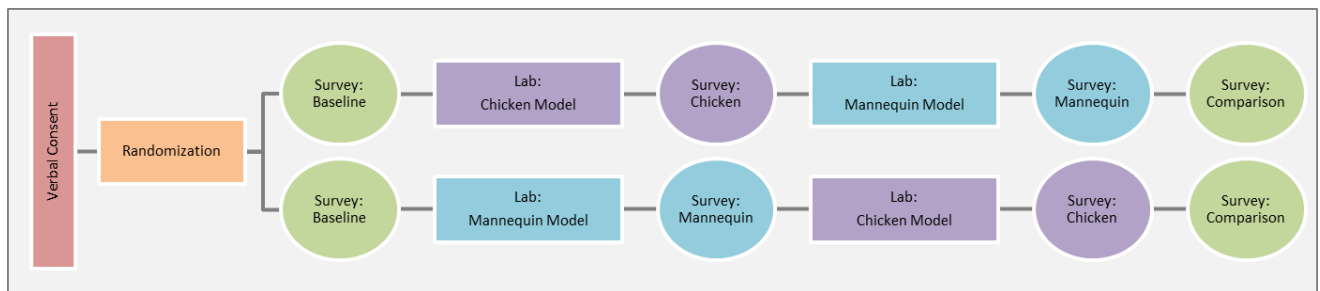 Verbal Consent
Randomization
Survey:
Baseline
Lab:
Chicken Model
Survey:
Chicken
Lab:
Mannequin Model
Survey:
Mannequin
Survey:
Comparison
Survey:
Baseline
Lab:
Mannequin Model
Survey:
Mannequin
Lab:
Chicken Model
Survey:
Chicken
Survey:
Comparison